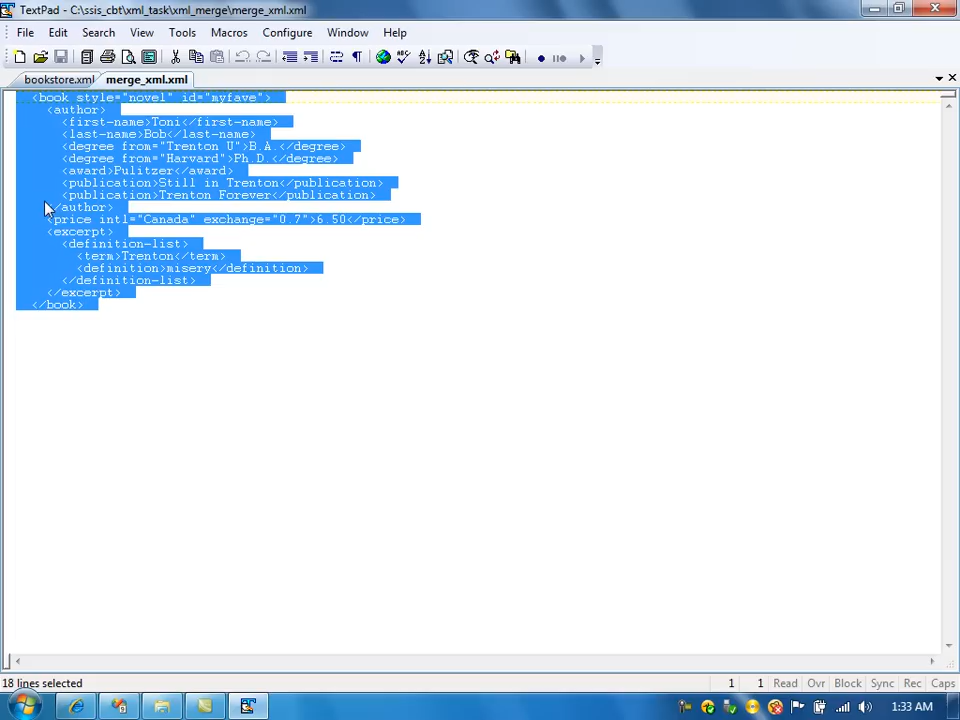 TextPad - C:\ssis_cbt\xml_task\xml_merge\merge_xml.xml
File Edit Search View Tools Macros Configure Window Help
bookstore.xml merge_xml.xml
<book style="novel" id="myfave">
<author>
<first-name>Toni</first-name>
<last-name>Bob</last-name>
<degree from="Trenton U">B.A.</degree>
<degree from="Harvard">Ph.D.</degree>
<award>Pulitzer</award>
<publication>Still in Trenton</publication>
<publication>Trenton Forever</publication>
</author>
<price intl="Canada" exchange="0.7">6.50</price>
<excerpt>
<definition-list>
<term>Trenton</term>
<definition>misery</definition>
</definition-list>
</excerpt>
</book>
18 lines selected 1 1 Read Ovr Block Sync Rec Caps
1:33 AM